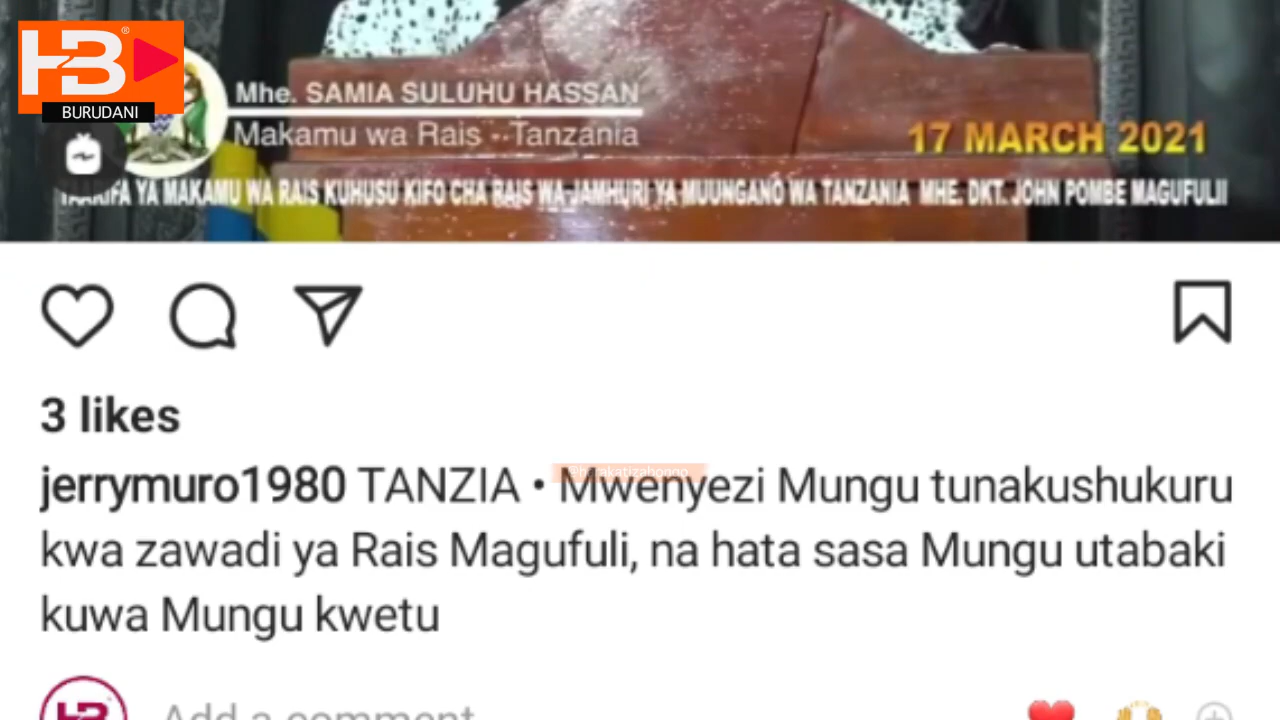 HB®
BURUDANI
Mhe. SAMIA SULUHU HASSAN
Makamu wa Rais - Tanzania
17 MARCH 2021
TAARIFA YA MAKAMU WA RAIS KUHUSU KIFO CHA RAIS WA JAMHURI YA MUUNGANO WA TANZANIA MHE. DKT. JOHN POMBE MAGUFULII
3 likes
jerrymuro1980 TANZIA • Mwenyezi Mungu tunakushukuru
kwa zawadi ya Rais Magufuli, na hata sasa Mungu utabaki
kuwa Mungu kwetu
HB
Add a comment